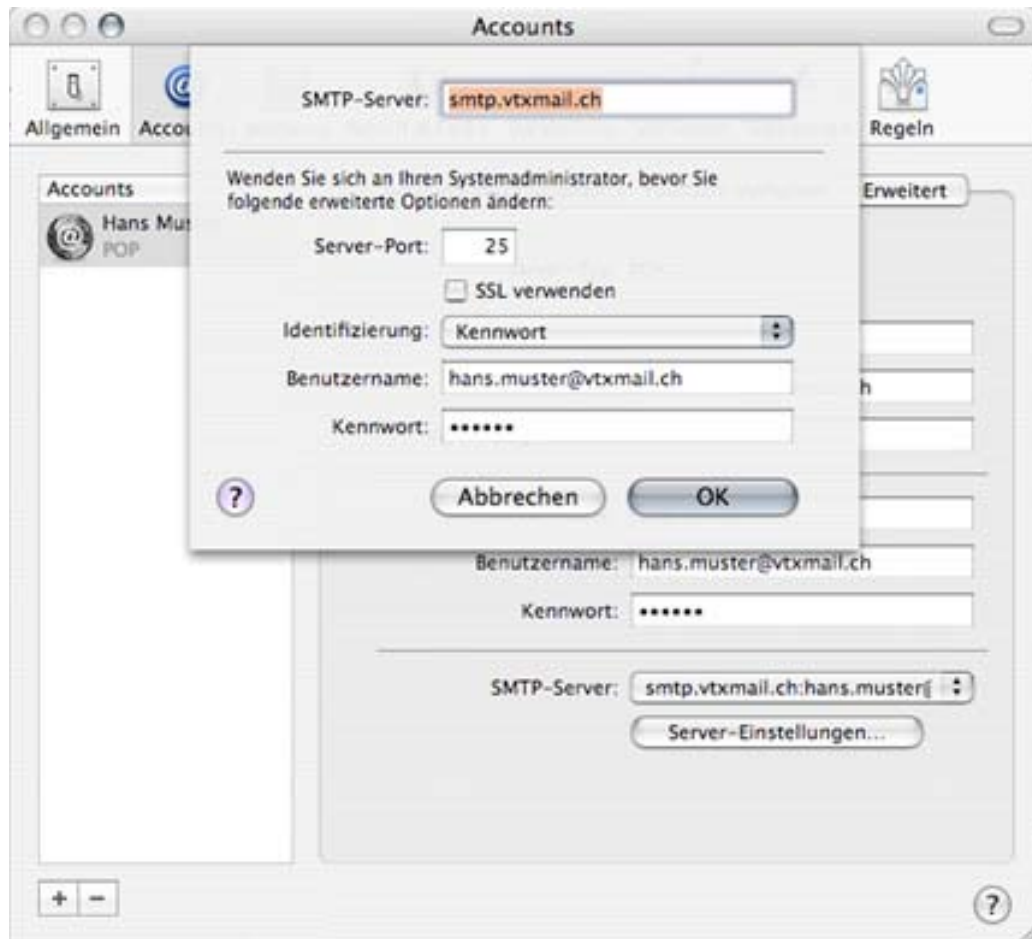 Accounts
Allgemein
Accou
Regeln
SMTP-Server: smtp.vtxmail.ch
Wenden Sie sich an Ihren Systemadministrator, bevor Sie
folgende erweiterte Optionen ändern:
Server-Port: 25
SSL verwenden
Identifizierung: Kennwort
Benutzername: hans.muster@vtxmail.ch
Kennwort: ••••••
?
Abbrechen
OK
Accounts
Hans Mus
POP
Erweitert
h
Benutzername: hans.muster@vtxmail.ch
Kennwort: ••••••
SMTP-Server: smtp.vtxmail.ch:hans.muster
Server-Einstellungen...
+ −
?